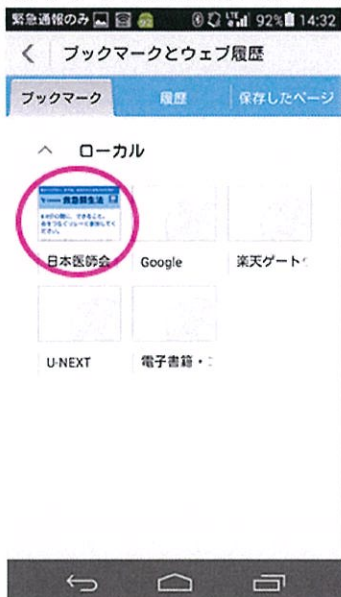 緊急通報のみ 92% 14:32
ブックマークとウェブ履歴
ブックマーク 履歴 保存したページ
ローカル
救急蘇生法
日本医師会 Google 楽天ゲート
U-NEXT 電子書籍・